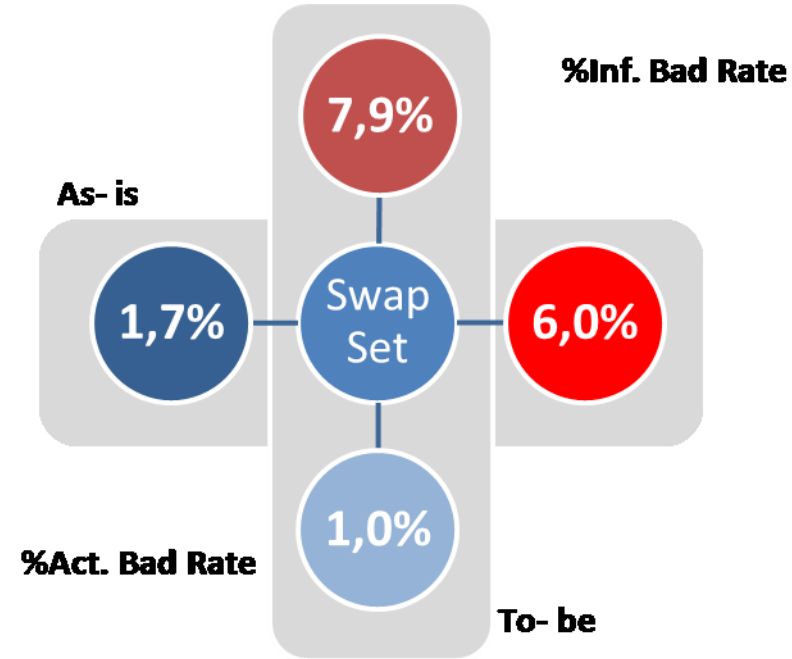 %Inf. Bad Rate
7,9%
As- is
1,7%
Swap
Set
6,0%
1,0%
%Act. Bad Rate
To- be